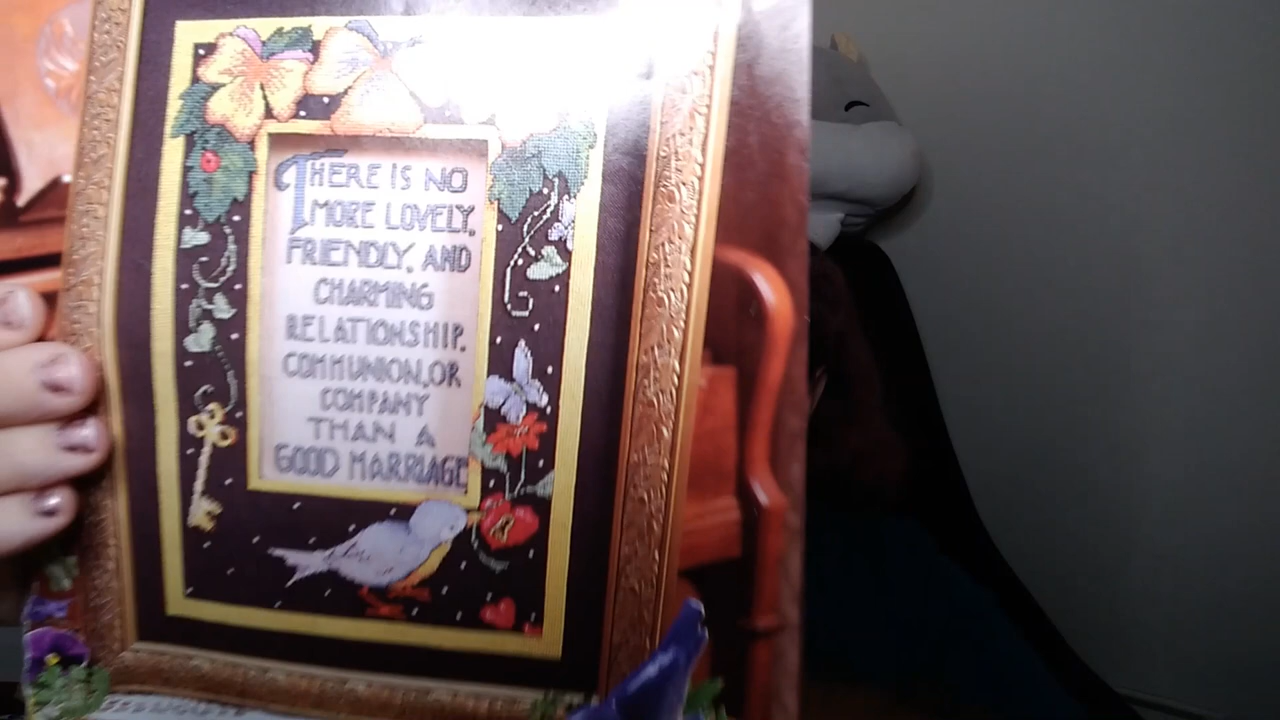 THERE IS NO
MORE LOVELY,
FRIENDLY, AND
CHARMING
RELATIONSHIP,
COMMUNION, OR
COMPANY
THAN A
GOOD MARRIAGE